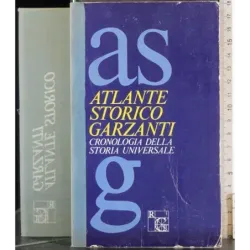 as
ATLANTE
STORICO
GARZANTI
CRONOLOGIA DELLA
STORIA UNIVERSALE
g
ATLANTE STORICO
GARZANTI